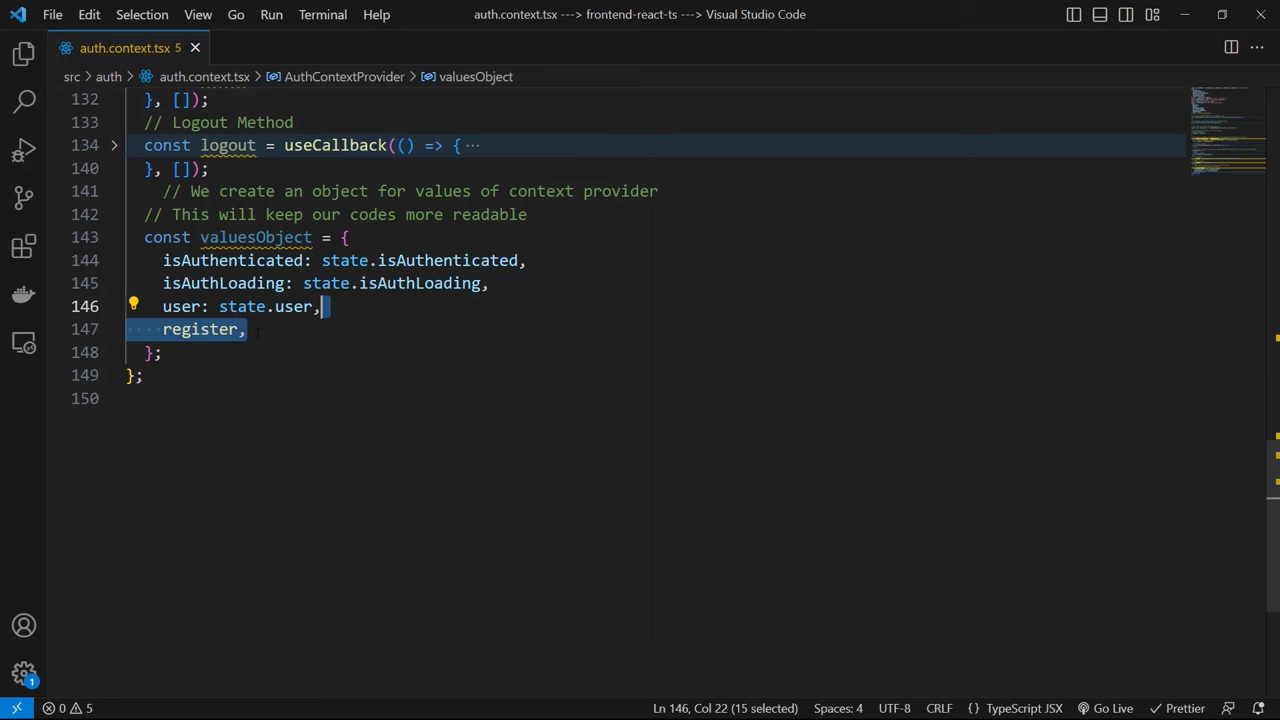 File Edit Selection View Go Run Terminal Help auth.context.tsx ---> frontend-react-ts ---> Visual Studio Code
auth.context.tsx 5
src > auth > auth.context.tsx > AuthContextProvider > valuesObject
132 }, []);
133 // Logout Method
134 const logout = useCallback(() => { ···
140 }, []);
141 // We create an object for values of context provider
142 // This will keep our codes more readable
143 const valuesObject = {
144 isAuthenticated: state.isAuthenticated,
145 isAuthLoading: state.isAuthLoading,
146 user: state.user,
147 ····register,
148 };
149 };
150
1
0 5 Ln 146, Col 22 (15 selected) Spaces: 4 UTF-8 CRLF {} TypeScript JSX Go Live Prettier